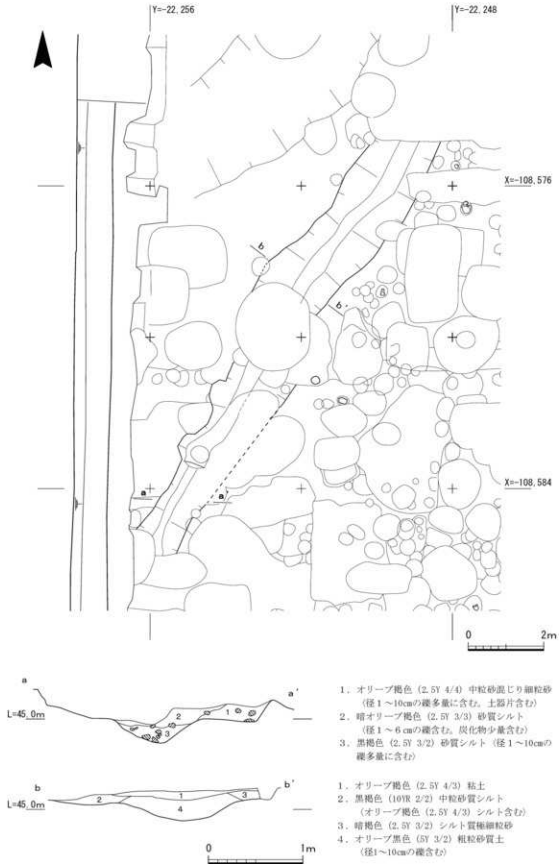 Y=-22,256
Y=-22,248
X=-108,576
b
b'
a
a'
X=-108,584
0 2m
a a'
L=45.0m
1
2
3
1. オリーブ褐色 (2.5Y 4/4) 中粒砂混じり細粒砂
(径1~10cmの礫多量に含む, 土器片含む)
2. 暗オリーブ褐色 (2.5Y 3/3) 砂質シルト
(径1~6cmの礫含む, 炭化物少量含む)
3. 黒褐色 (2.5Y 3/2) 砂質シルト (径1~10cmの
礫多量に含む)
b b'
L=45.0m
1
2
3
4
1. オリーブ褐色 (2.5Y 4/3) 粘土
2. 黒褐色 (10YR 2/2) 中粒砂質シルト
(オリーブ褐色 (2.5Y 4/3) シルト含む)
3. 暗褐色 (2.5Y 3/2) シルト質極細粒砂
4. オリーブ黒色 (5Y 3/2) 粗粒砂質土
(径1~10cmの礫含む)
0 1m